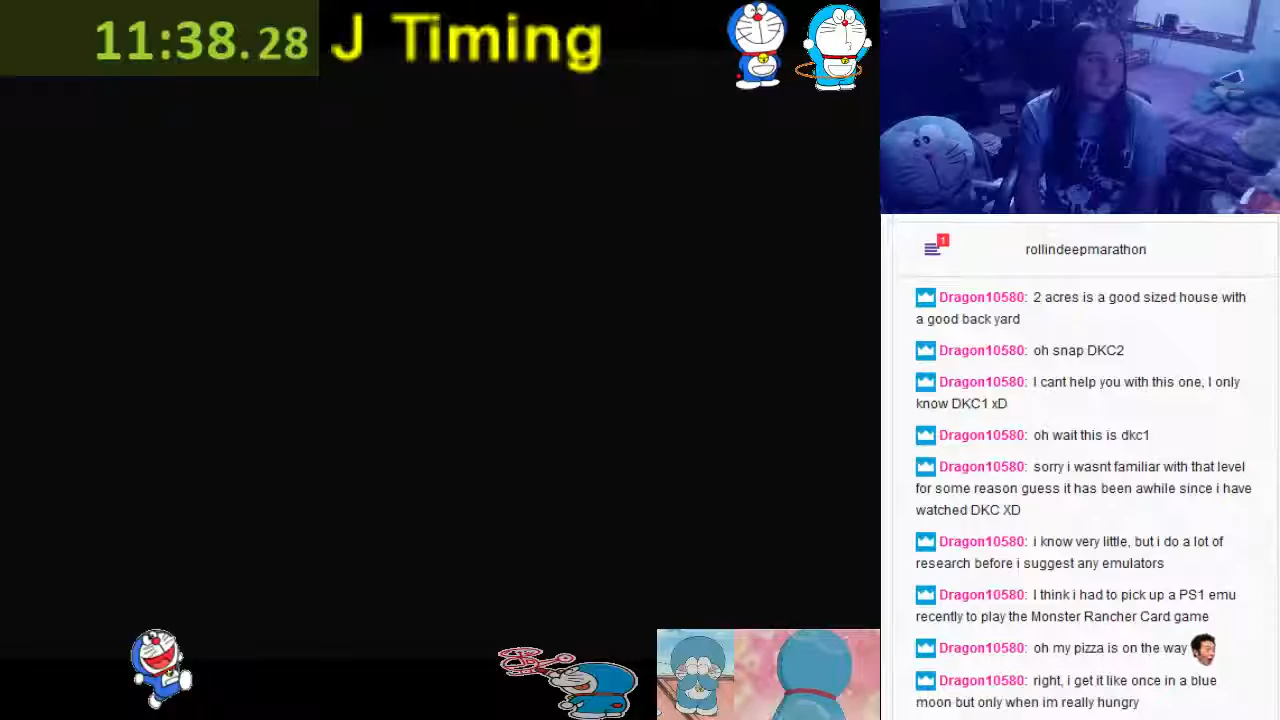 11:38.28 J Timing
1
rollindeepmarathon
Dragon10580: 2 acres is a good sized house with
a good back yard
Dragon10580: oh snap DKC2
Dragon10580: I cant help you with this one, I only
know DKC1 xD
Dragon10580: oh wait this is dkc1
Dragon10580: sorry i wasnt familiar with that level
for some reason guess it has been awhile since i have
watched DKC XD
Dragon10580: i know very little, but i do a lot of
research before i suggest any emulators
Dragon10580: I think i had to pick up a PS1 emu
recently to play the Monster Rancher Card game
Dragon10580: oh my pizza is on the way
Dragon10580: right, i get it like once in a blue
moon but only when im really hungry